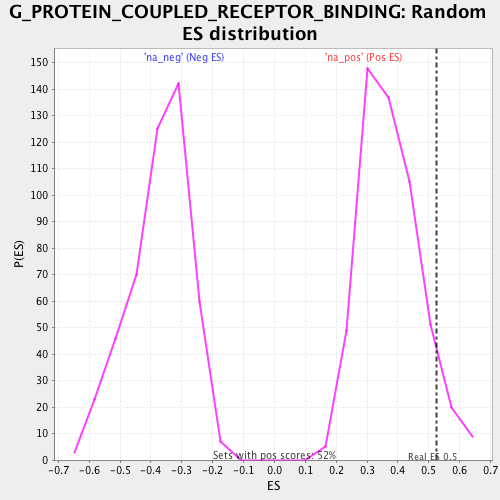 G_PROTEIN_COUPLED_RECEPTOR_BINDING: Random
ES distribution
'na_neg' (Neg ES)
'na_pos' (Pos ES)
150
140
130
120
110
100
90
80
70
60
50
40
30
20
10
0
P(ES)
Sets with pos scores: 52%
Real ES 0.5
-0.7 -0.6 -0.5 -0.4 -0.3 -0.2 -0.1 -0.0 0.1 0.2 0.3 0.4 0.5 0.6 0.7
ES